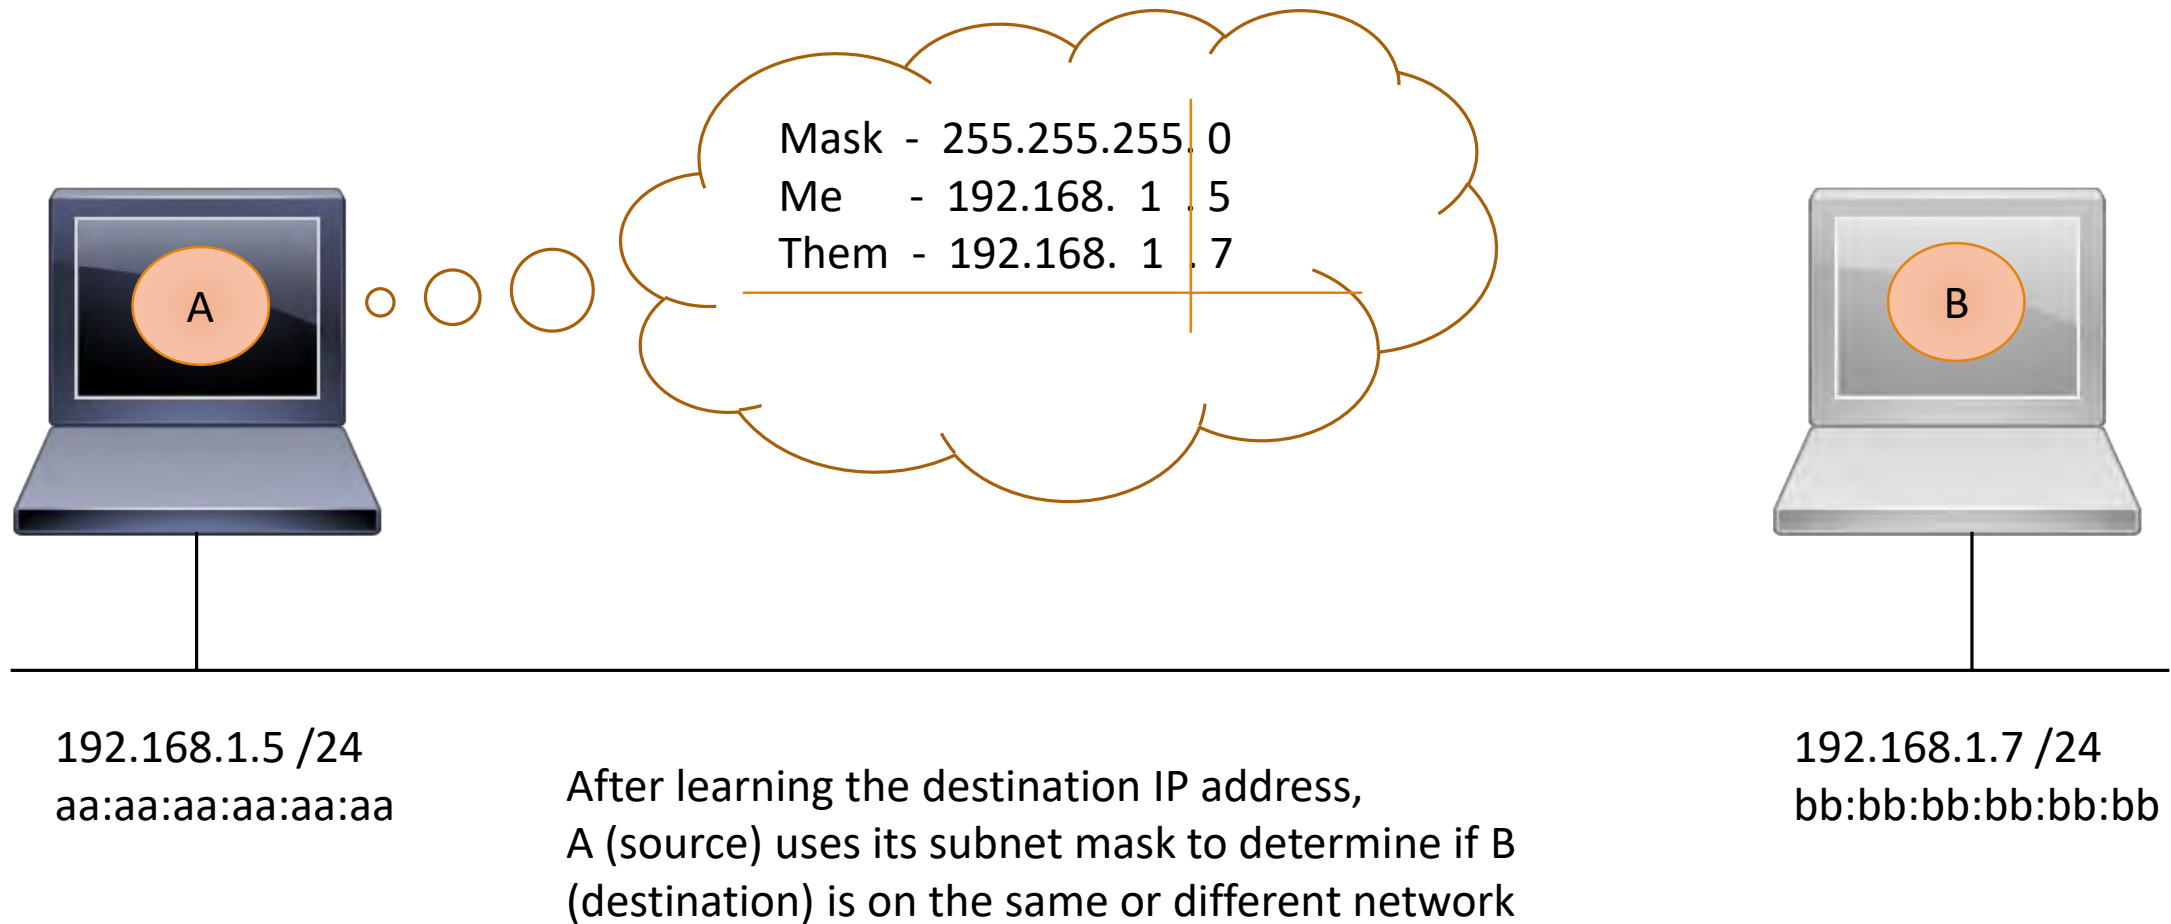 Mask - 255.255.255. 0
Me - 192.168. 1 . 5
Them - 192.168. 1 . 7
A
B
192.168.1.5 /24
aa:aa:aa:aa:aa:aa
After learning the destination IP address,
A (source) uses its subnet mask to determine if B
(destination) is on the same or different network
192.168.1.7 /24
bb:bb:bb:bb:bb:bb